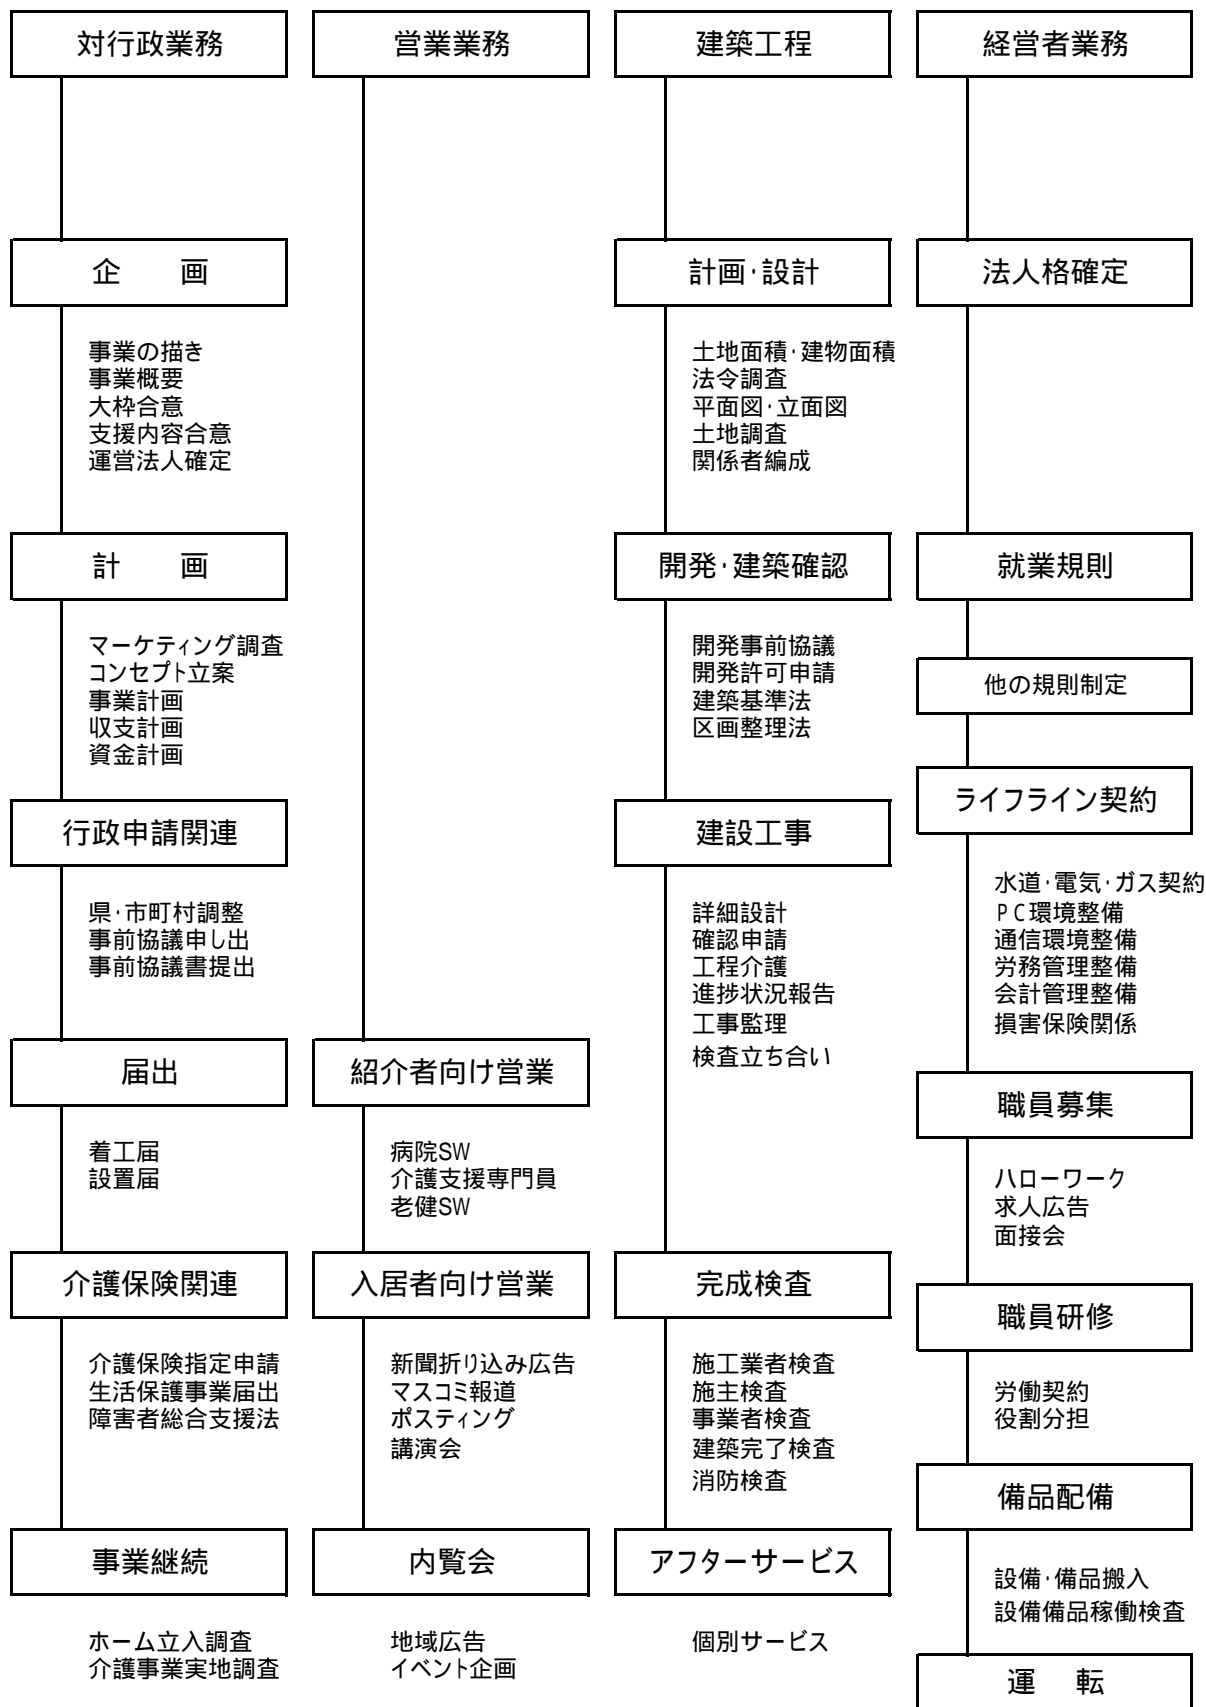 対行政業務
企　　画
事業の描き
事業概要
大枠合意
支援内容合意
運営法人確定
計　　画
マーケティング調査
コンセプト立案
事業計画
収支計画
資金計画
行政申請関連
県･市町村調整
事前協議申し出
事前協議書提出
届出
着工届
設置届
介護保険関連
介護保険指定申請
生活保護事業届出
障害者総合支援法
事業継続
ホーム立入調査
介護事業実地調査
営業業務
紹介者向け営業
病院SW
介護支援専門員
老健SW
入居者向け営業
新聞折り込み広告
マスコミ報道
ポスティング
講演会
内覧会
地域広告
イベント企画
建築工程
計画･設計
土地面積･建物面積
法令調査
平面図･立面図
土地調査
関係者編成
開発･建築確認
開発事前協議
開発許可申請
建築基準法
区画整理法
建設工事
詳細設計
確認申請
工程介護
進捗状況報告
工事監理
検査立ち合い
完成検査
施工業者検査
施主検査
事業者検査
建築完了検査
消防検査
アフターサービス
個別サービス
経営者業務
法人格確定
就業規則
他の規則制定
ライフライン契約
水道･電気･ガス契約
ＰＣ環境整備
通信環境整備
労務管理整備
会計管理整備
損害保険関係
職員募集
ハローワーク
求人広告
面接会
職員研修
労働契約
役割分担
備品配備
設備･備品搬入
設備備品稼働検査
運　転